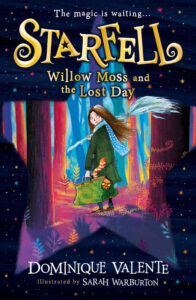 The magic is waiting...
STARFELL
Willow Moss and
the Lost Day
DOMINIQUE VALENTE
Illustrated by SARAH WARBURTON